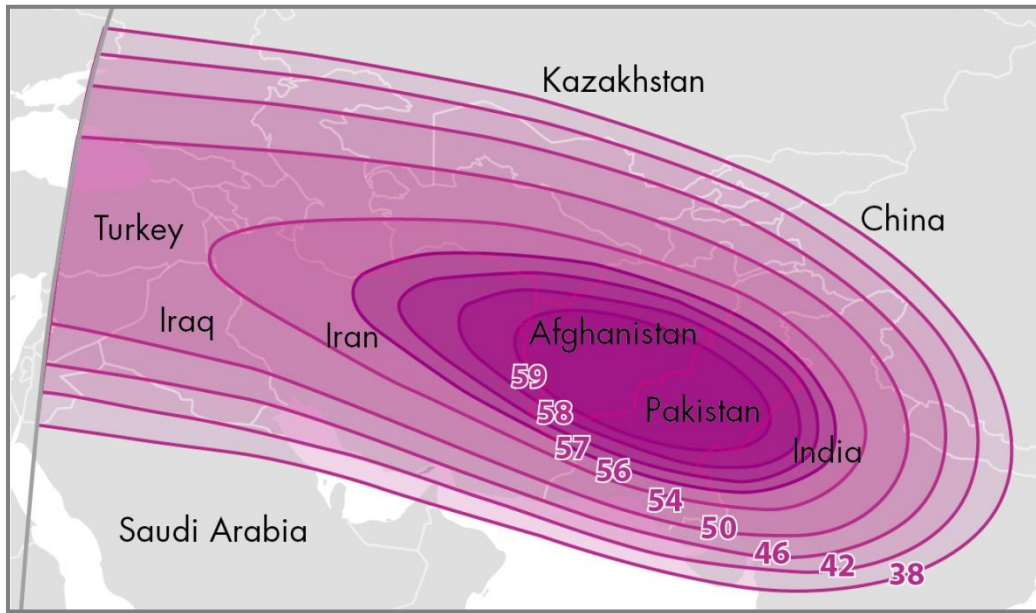 Kazakhstan
China
Turkey
Iraq
Iran
Afghanistan
59
58
Pakistan
57
India
56
54
50
Saudi Arabia
46
42
38